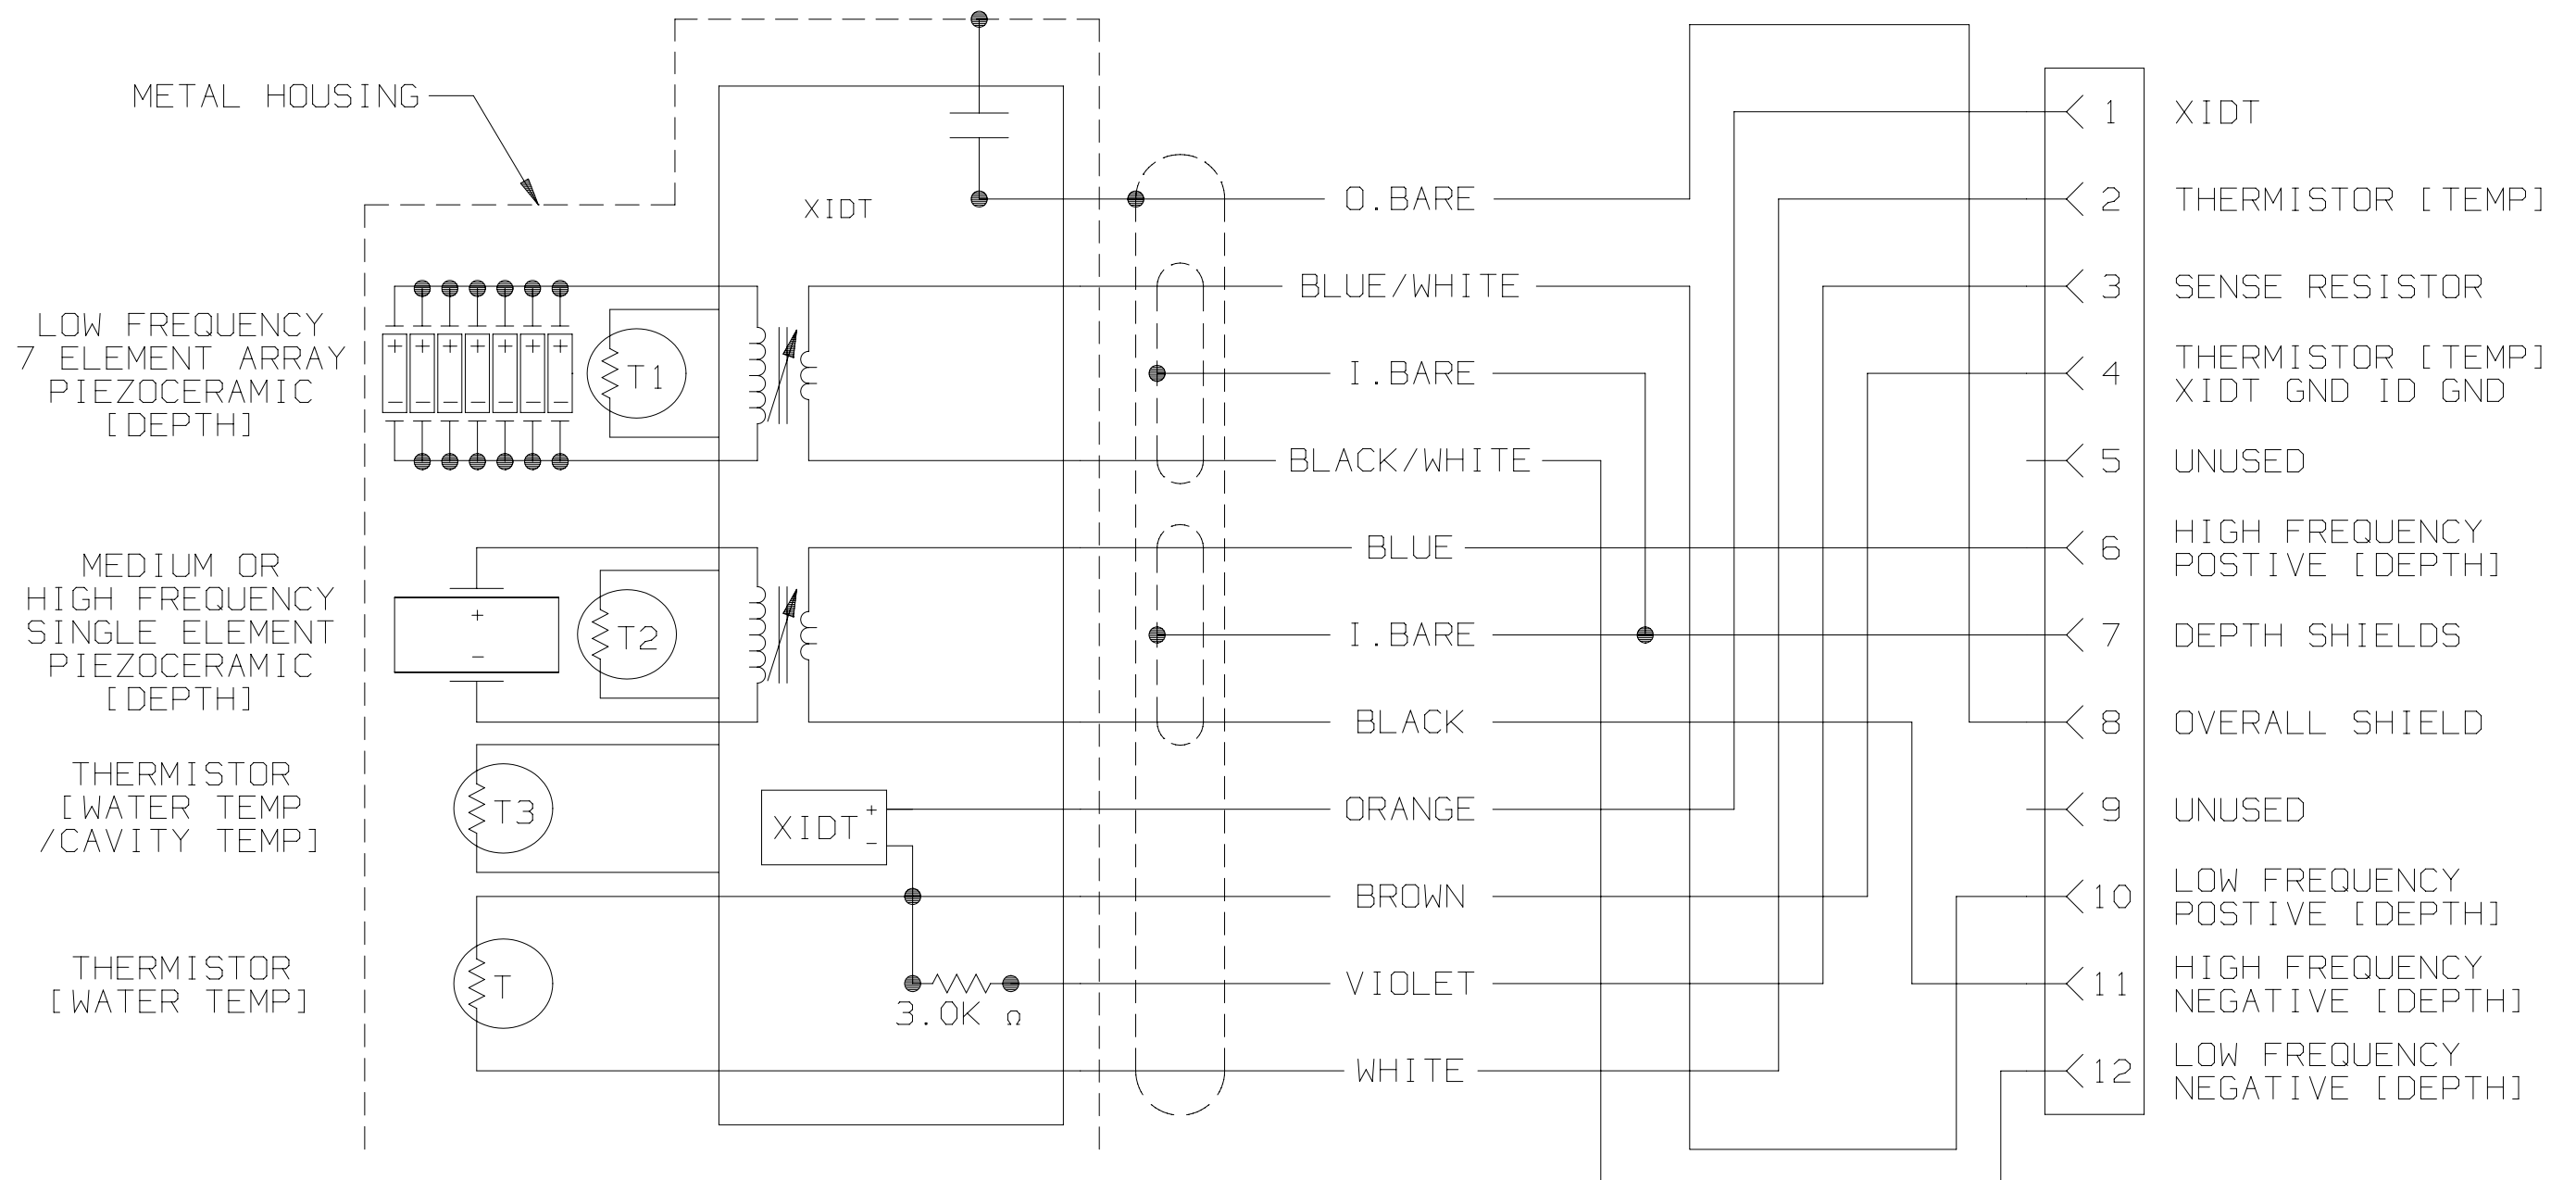 METAL HOUSING
XIDT
LOW FREQUENCY
7 ELEMENT ARRAY
PIEZOCERAMIC
[DEPTH]
+ + + + + + +
− − − − − − −
T1
MEDIUM OR
HIGH FREQUENCY
SINGLE ELEMENT
PIEZOCERAMIC
[DEPTH]
+
−
T2
THERMISTOR
[WATER TEMP
/CAVITY TEMP]
T3
XIDT
+
−
THERMISTOR
[WATER TEMP]
T
3.0K Ω
O.BARE
BLUE/WHITE
I.BARE
BLACK/WHITE
BLUE
I.BARE
BLACK
ORANGE
BROWN
VIOLET
WHITE
1 XIDT
2 THERMISTOR [TEMP]
3 SENSE RESISTOR
4 THERMISTOR [TEMP]
XIDT GND ID GND
5 UNUSED
6 HIGH FREQUENCY
POSTIVE [DEPTH]
7 DEPTH SHIELDS
8 OVERALL SHIELD
9 UNUSED
10 LOW FREQUENCY
POSTIVE [DEPTH]
11 HIGH FREQUENCY
NEGATIVE [DEPTH]
12 LOW FREQUENCY
NEGATIVE [DEPTH]